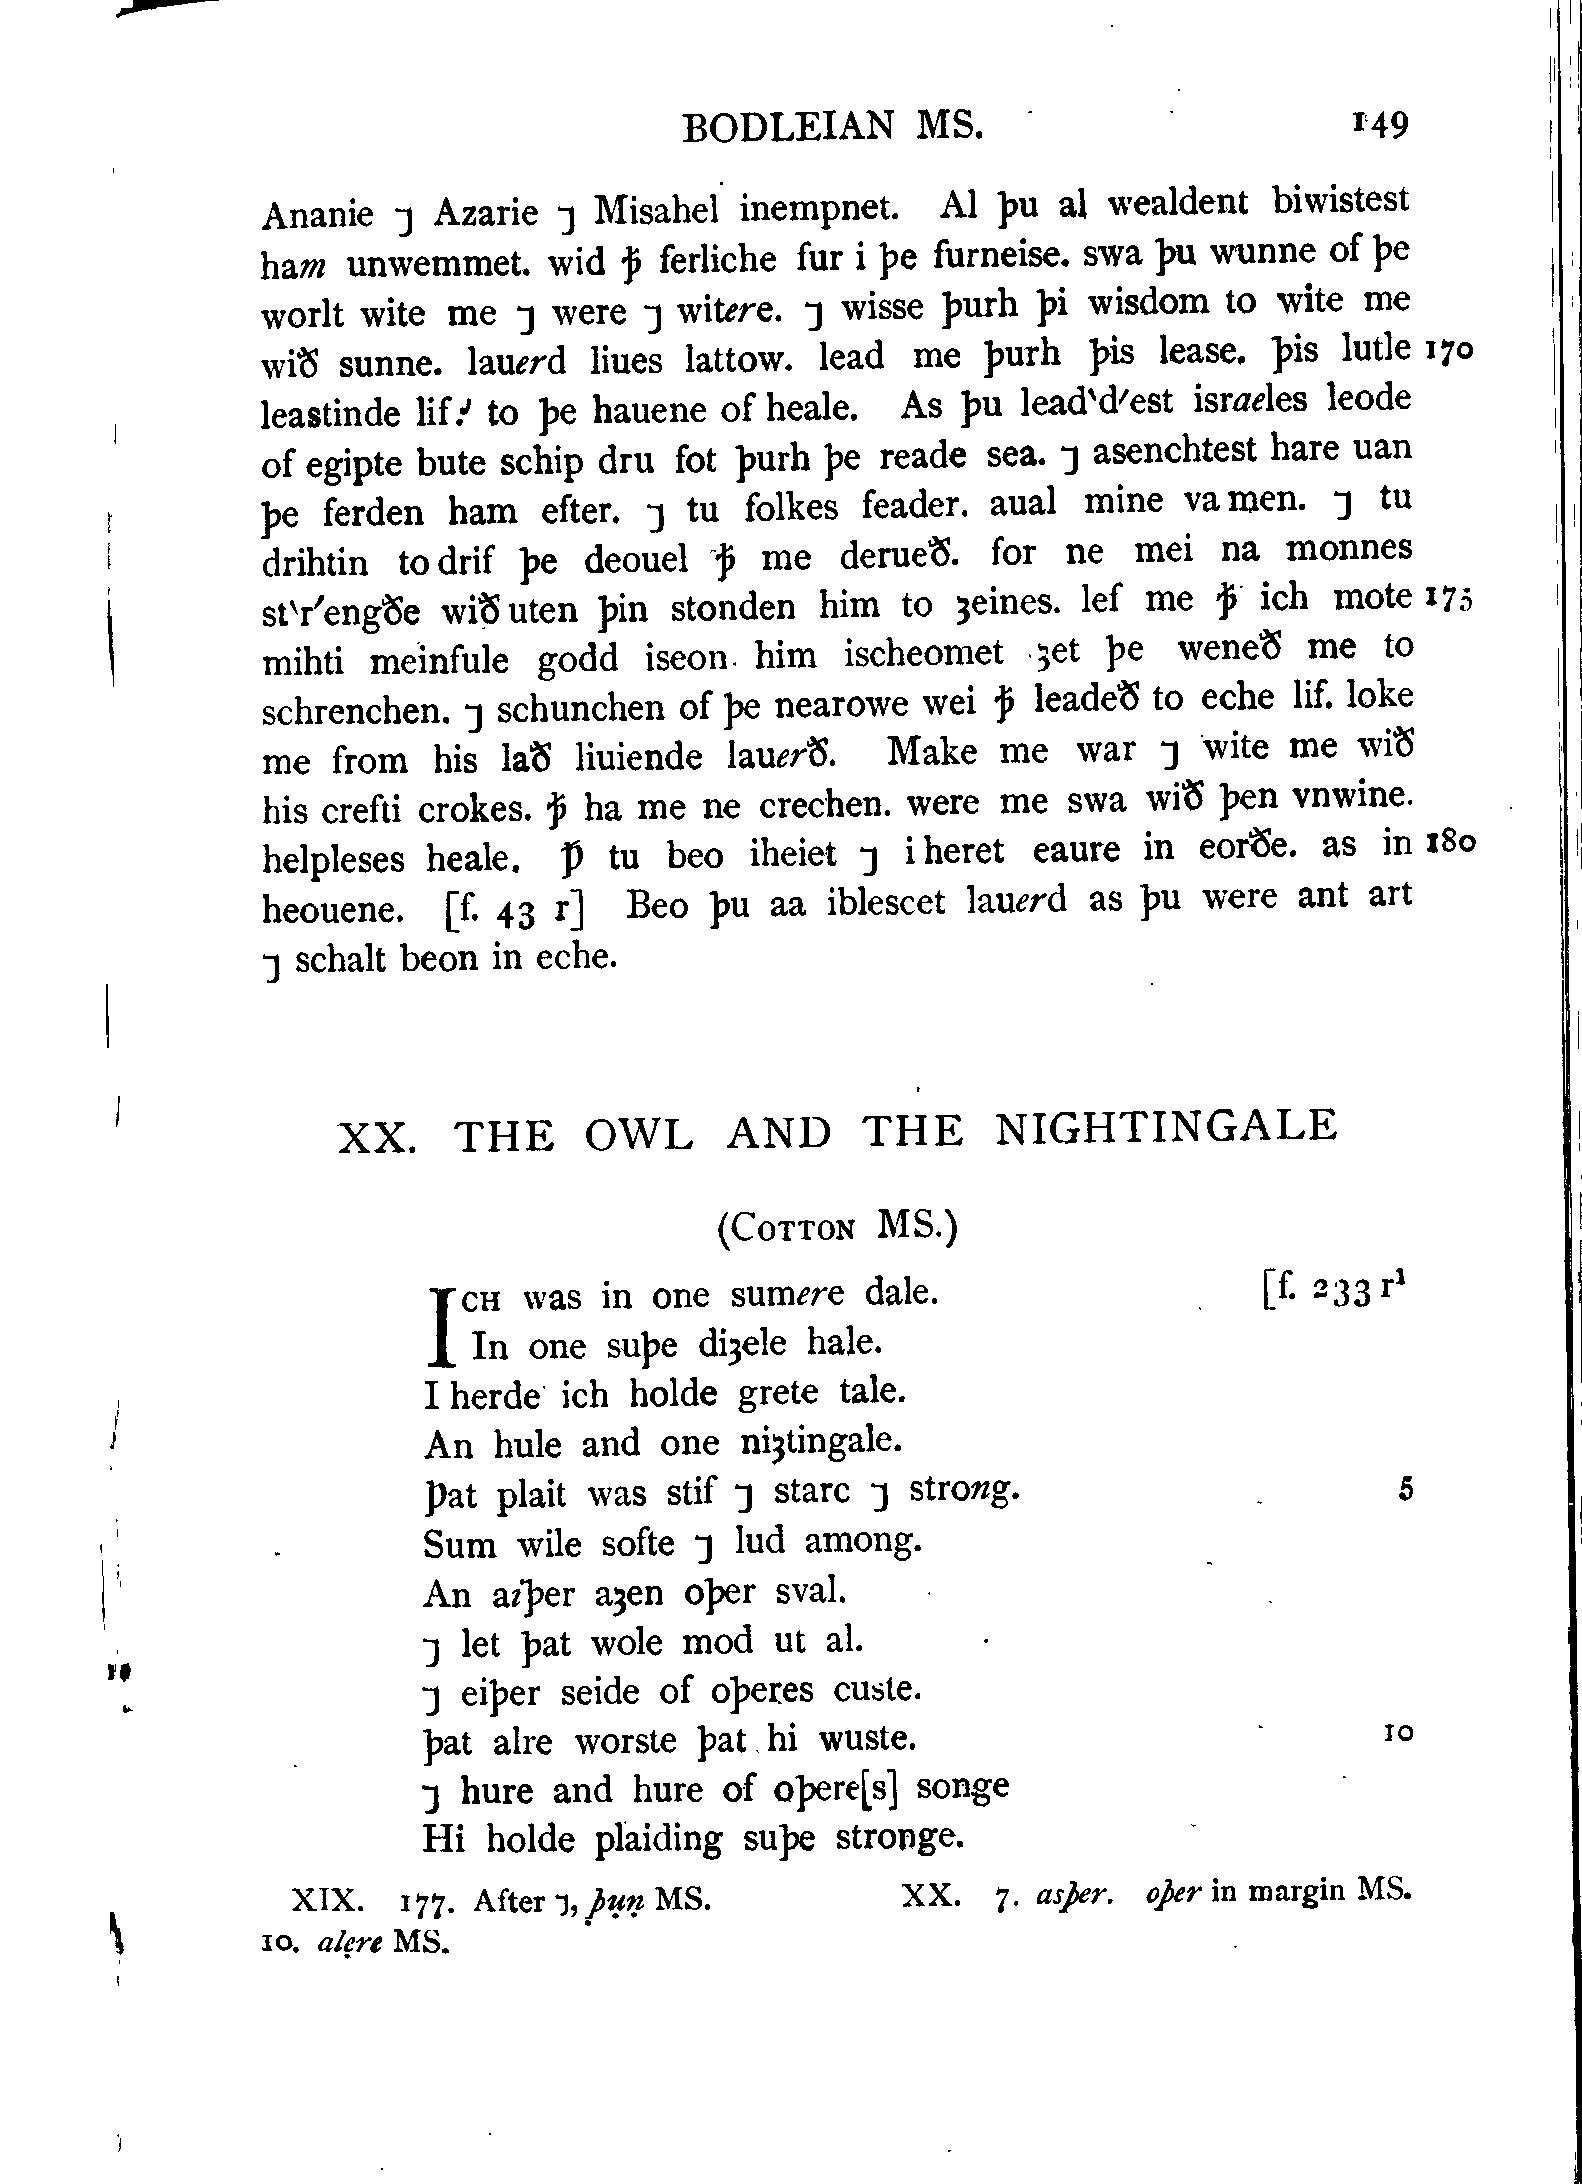 BODLEIAN MS. 149
Ananie ⁊ Azarie ⁊ Misahel inempnet. Al þu al wealdent biwistest
ham unwemmet. wid ꝥ ferliche fur i þe furneise. swa þu wunne of þe
worlt wite me ⁊ were ⁊ witere. ⁊ wisse þurh þi wisdom to wite me
wið sunne. lauerd liues lattow. lead me þurh þis lease. þis lutle 170
leastinde lif.' to þe hauene of heale. As þu lead'd'est israeles leode
of egipte bute schip dru fot þurh þe reade sea. ⁊ asenchtest hare uan
þe ferden ham efter. ⁊ tu folkes feader. aual mine va men. ⁊ tu
drihtin to drif þe deouel ꝥ me derueð. for ne mei na monnes
st'r'engðe wið uten þin stonden him to ȝeines. lef me ꝥ ich mote 175
mihti meinfule godd iseon him ischeomet ȝet þe weneð me to
schrenchen. ⁊ schunchen of þe nearowe wei ꝥ leadeð to eche lif. loke
me from his lað liuiende lauerð. Make me war ⁊ wite me wið
his crefti crokes. ꝥ ha me ne crechen. were me swa wið þen vnwine.
helpleses heale. Ꝥ tu beo iheiet ⁊ i heret eaure in eorðe. as in 180
heouene. [f. 43 r] Beo þu aa iblescet lauerd as þu were ant art
⁊ schalt beon in eche.
XX. THE OWL AND THE NIGHTINGALE
(COTTON MS.)
ICH was in one sumere dale. [f. 233 r¹
In one suþe diȝele hale.
I herde ich holde grete tale.
An hule and one niȝtingale.
Þat plait was stif ⁊ starc ⁊ strong. 5
Sum wile softe ⁊ lud among.
An aiþer aȝen oþer sval.
⁊ let þat wole mod ut al.
⁊ eiþer seide of oþeres custe.
þat alre worste þat hi wuste. 10
⁊ hure and hure of oþere[s] songe
Hi holde plaiding suþe stronge.
XIX. 177. After ⁊, þ̣ụṇ MS. XX. 7. asþer. oþer in margin MS.
10. alẹre MS.